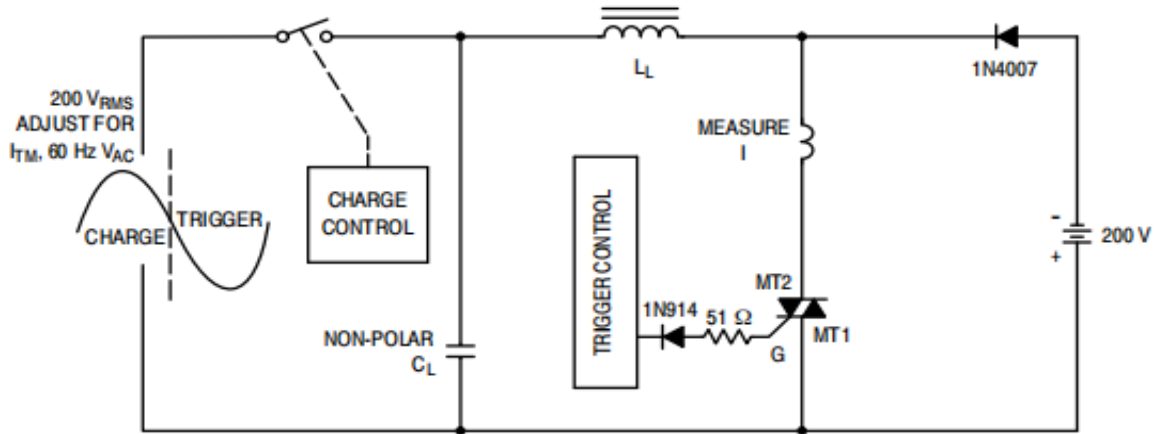 200 VRMS
ADJUST FOR
ITM, 60 Hz VAC
CHARGE
TRIGGER
CHARGE
CONTROL
NON-POLAR
CL
LL
TRIGGER CONTROL
MEASURE
I
1N914
51 Ω
G
MT2
MT1
1N4007
-
+
200 V